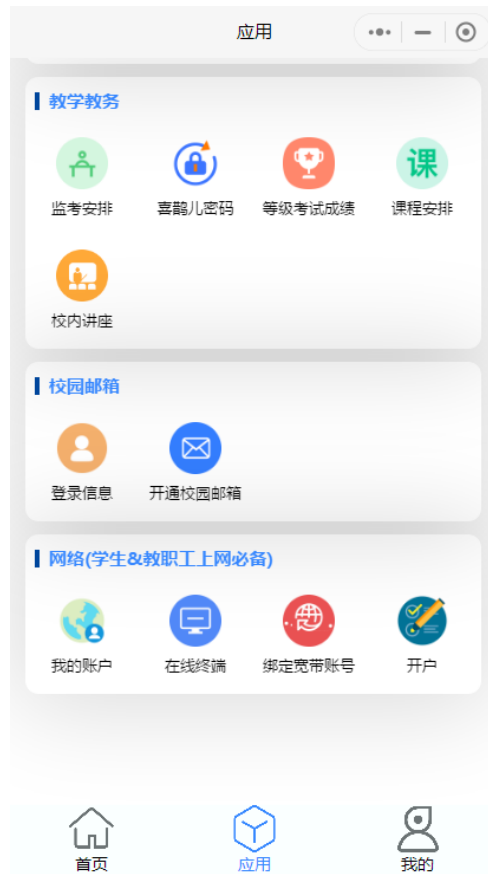 应用
教学教务
监考安排
喜鹊儿密码
等级考试成绩
课
课程安排
校内讲座
校园邮箱
登录信息
开通校园邮箱
网络(学生&教职工上网必备)
我的账户
在线终端
绑定宽带账号
开户
首页
应用
我的